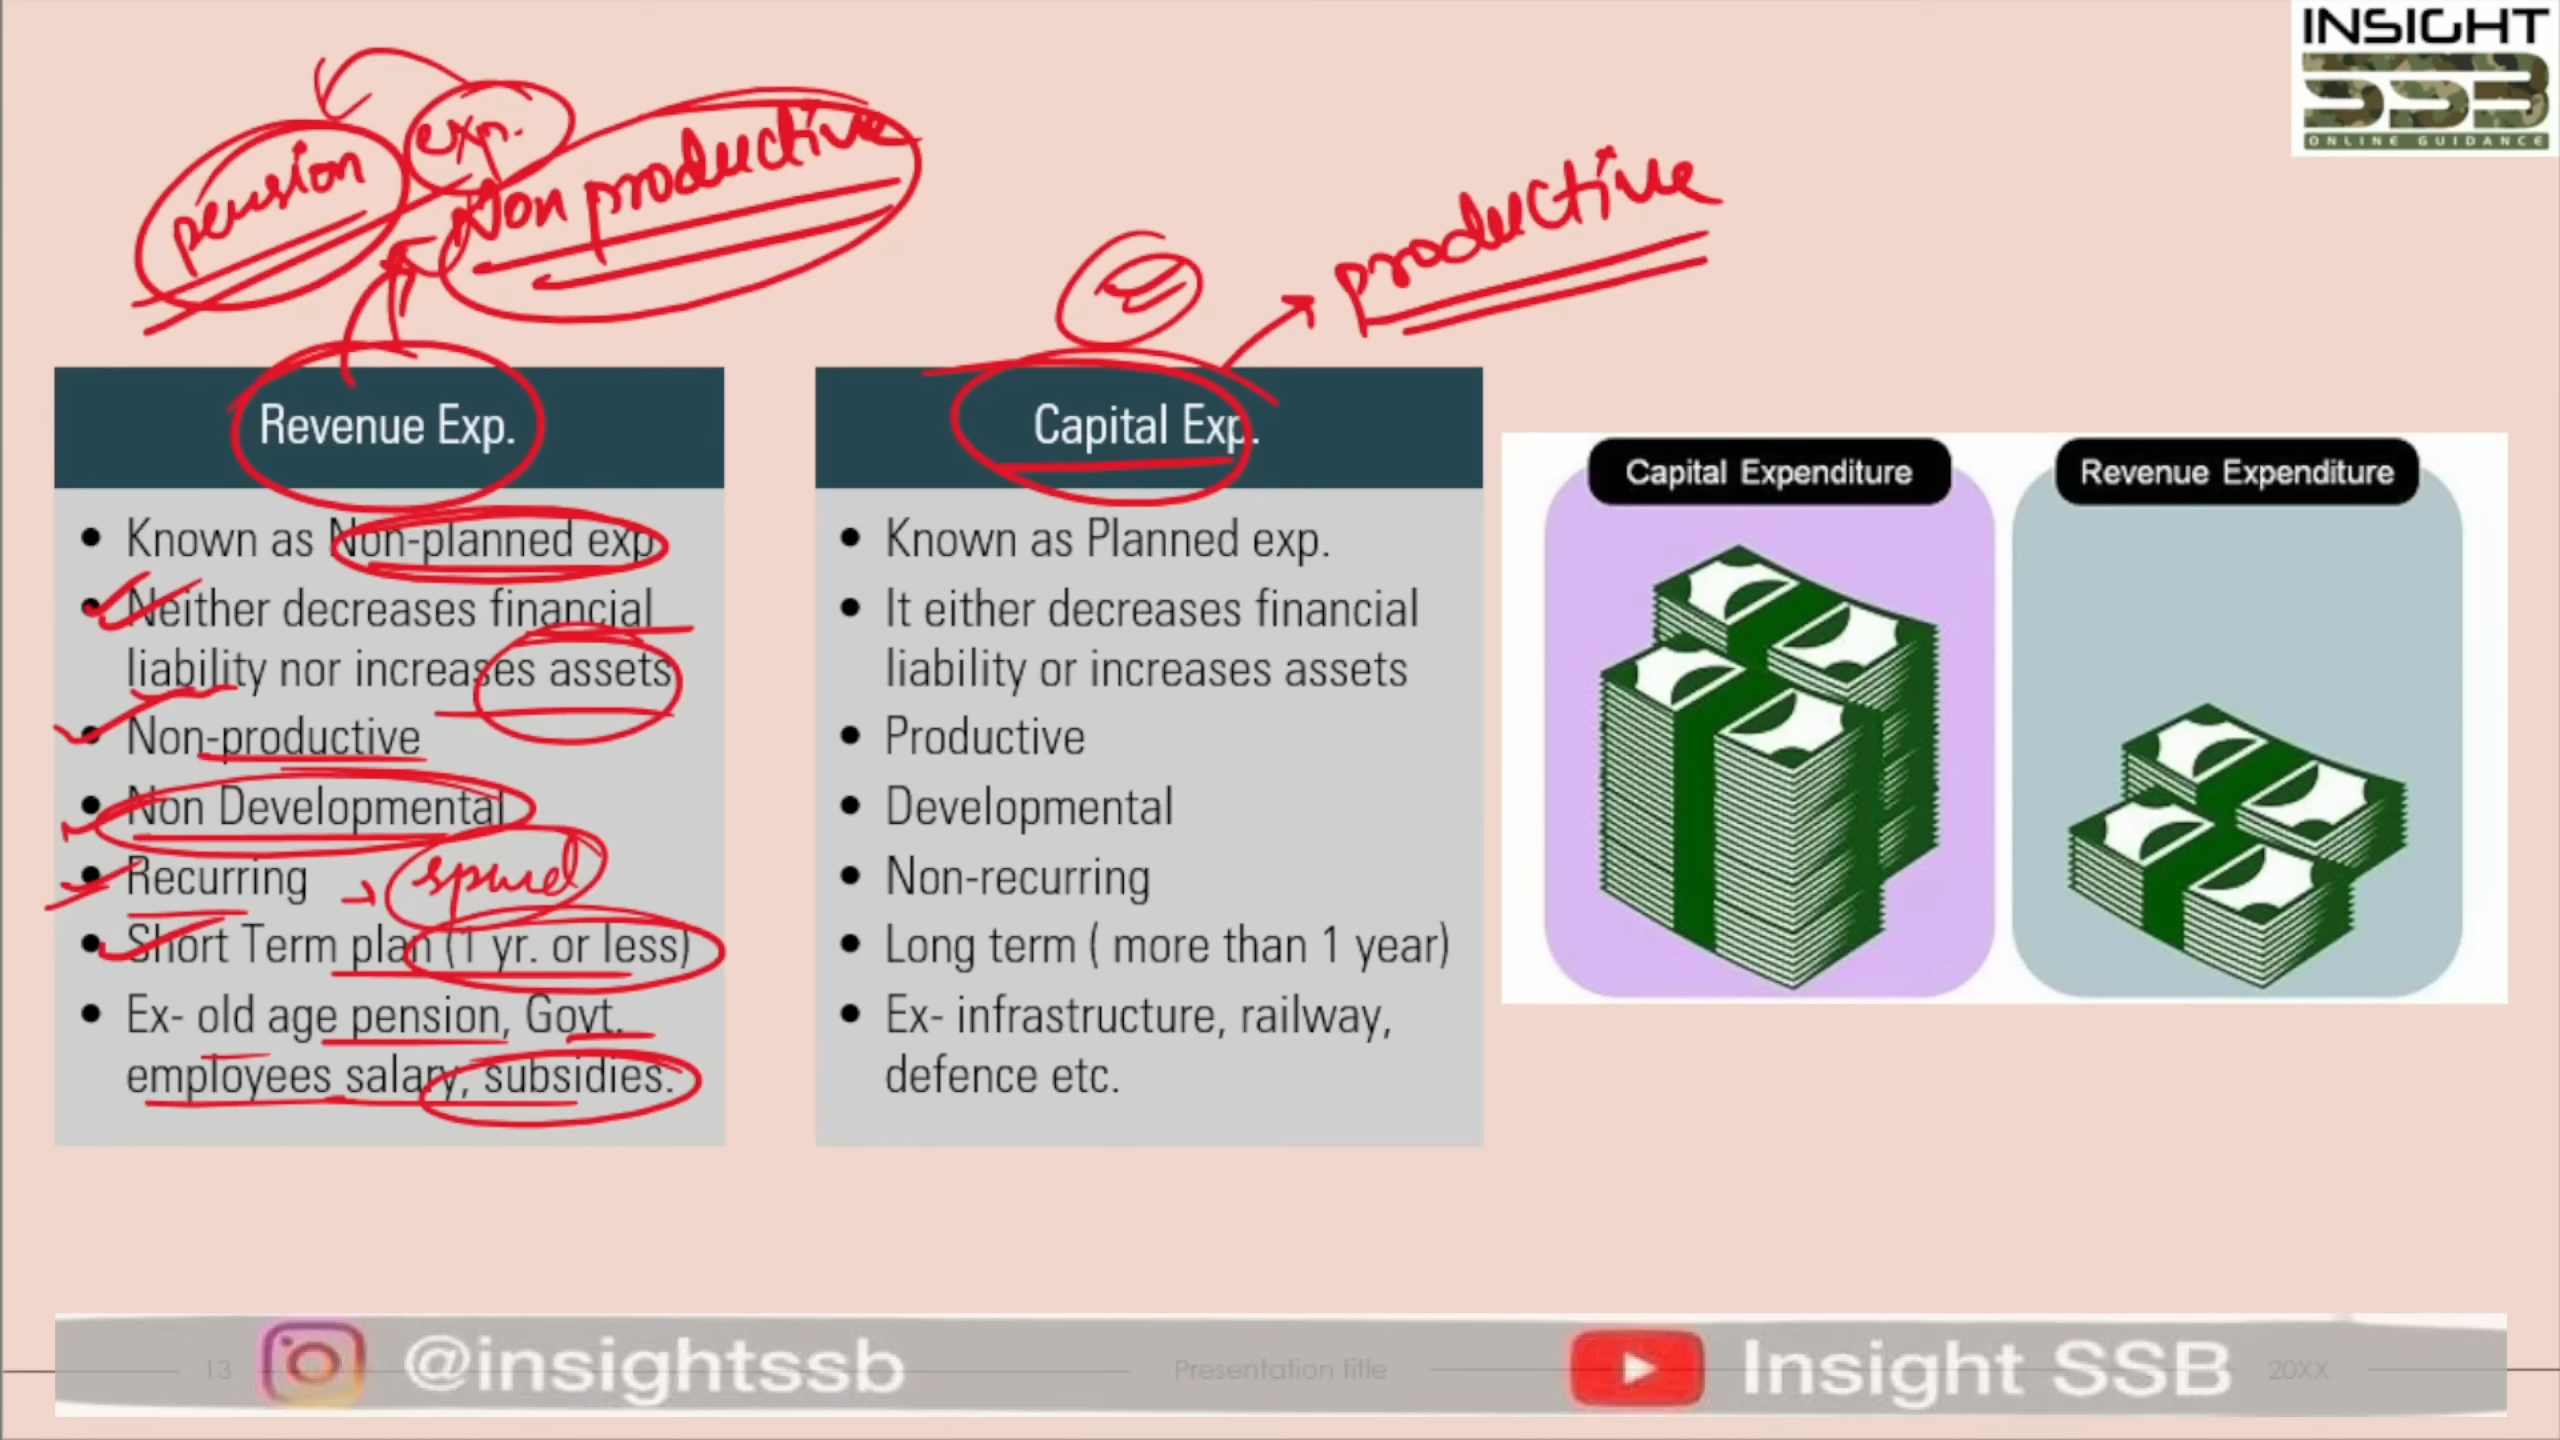 INSIGHT
SSB
ONLINE GUIDANCE
exp.
pension
Non productive
productive
Revenue Exp.
• Known as Non-planned exp
• Neither decreases financial
liability nor increases assets
• Non-productive
• Non Developmental
• Recurring
spend
• Short Term plan (1 yr. or less)
• Ex- old age pension, Govt.
employees salary, subsidies.
Capital Exp.
• Known as Planned exp.
• It either decreases financial
liability or increases assets
• Productive
• Developmental
• Non-recurring
• Long term ( more than 1 year)
• Ex- infrastructure, railway,
defence etc.
Capital Expenditure
Revenue Expenditure
13
@insightssb
Presentation title
Insight SSB
20XX